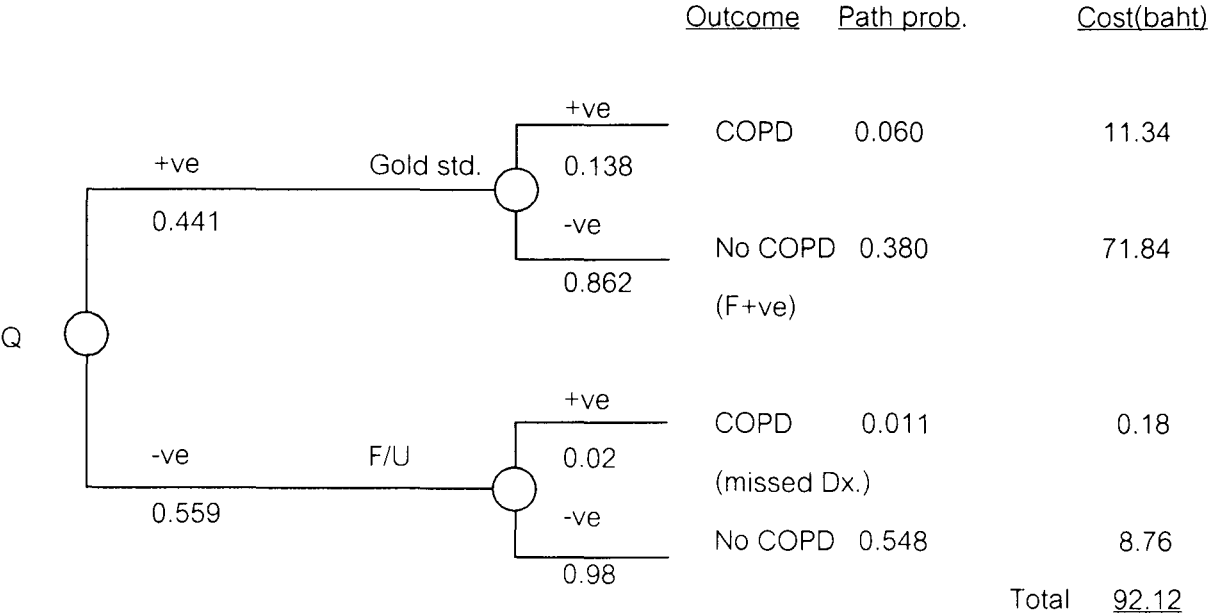 Outcome Path prob. Cost(baht)
+ve
COPD 0.060 11.34
+ve Gold std. 0.138
0.441 -ve
No COPD 0.380 71.84
0.862
(F+ve)
Q
+ve
COPD 0.011 0.18
-ve F/U 0.02
(missed Dx.)
0.559 -ve
No COPD 0.548 8.76
0.98
Total 92.12